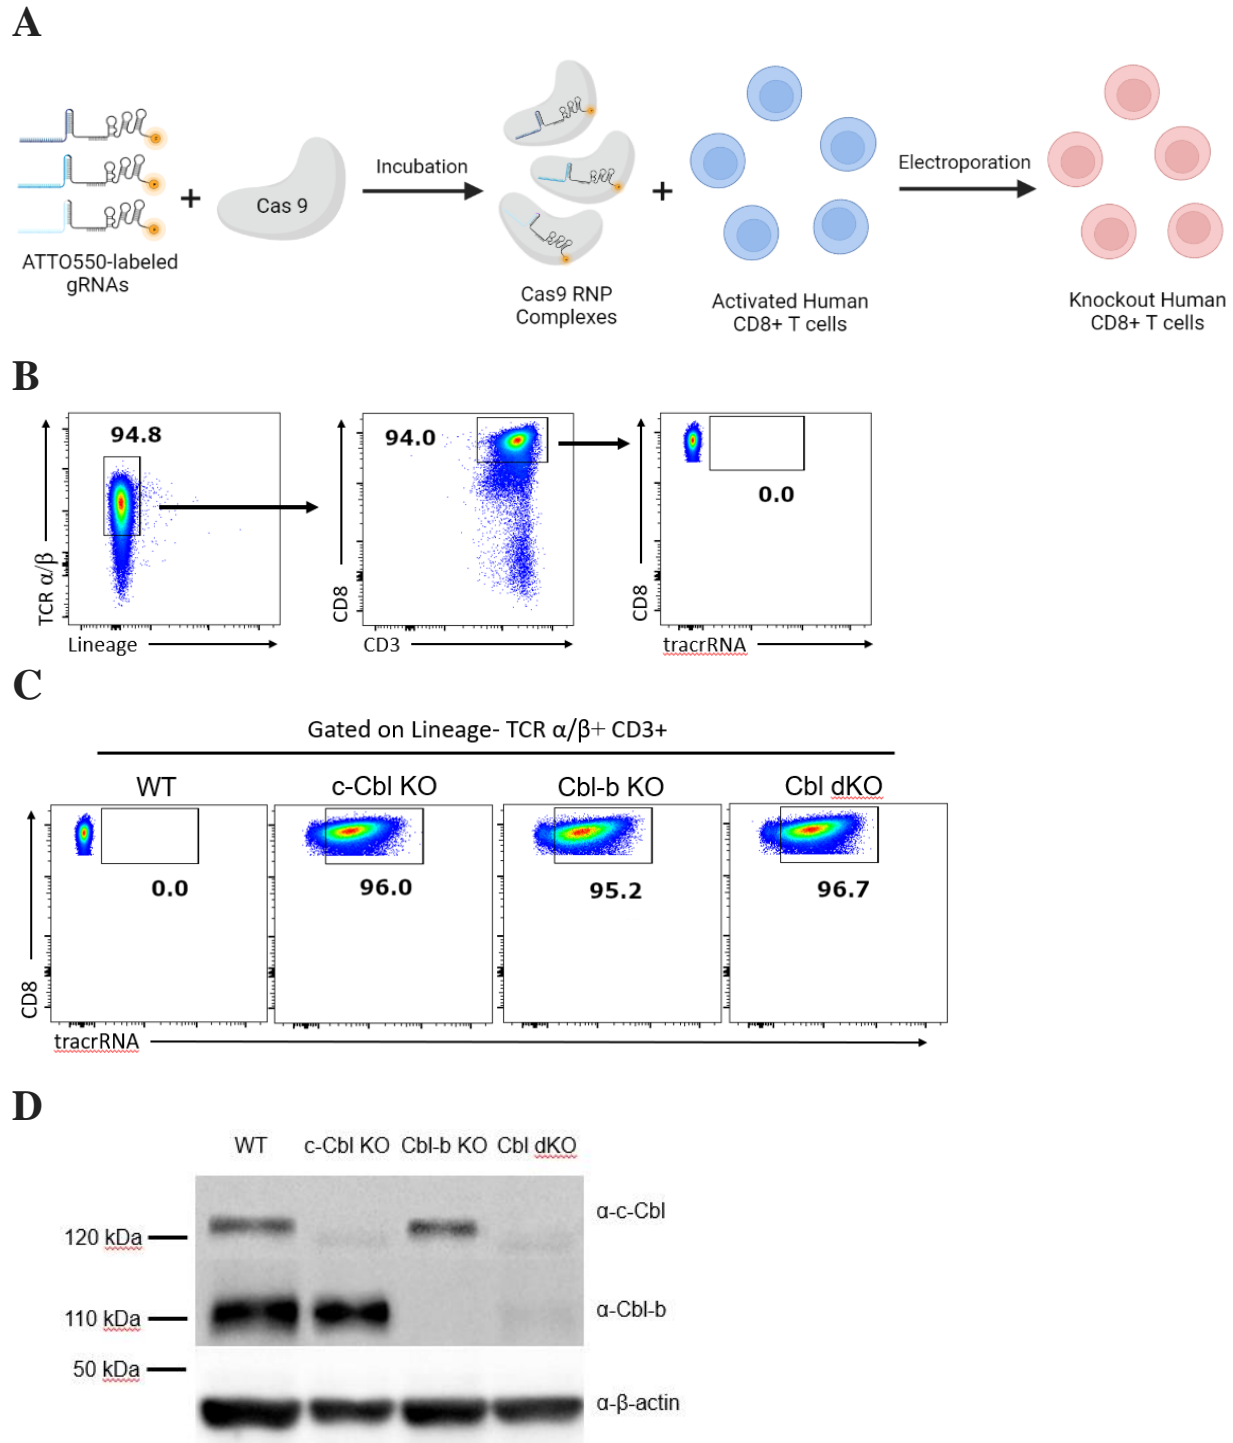 A
Cas 9
Incubation
Electroporation
ATTO550-labeled
gRNAs
Cas9 RNP
Complexes
Activated Human
CD8+ T cells
Knockout Human
CD8+ T cells
B
94.8
TCR α/β
Lineage
94.0
CD8
CD3
0.0
CD8
tracrRNA
C
Gated on Lineage- TCR α/β+ CD3+
WT
c-Cbl KO
Cbl-b KO
Cbl dKO
0.0
96.0
95.2
96.7
CD8
tracrRNA
D
WT c-Cbl KO Cbl-b KO Cbl dKO
α-c-Cbl
120 kDa
α-Cbl-b
110 kDa
50 kDa
α-β-actin